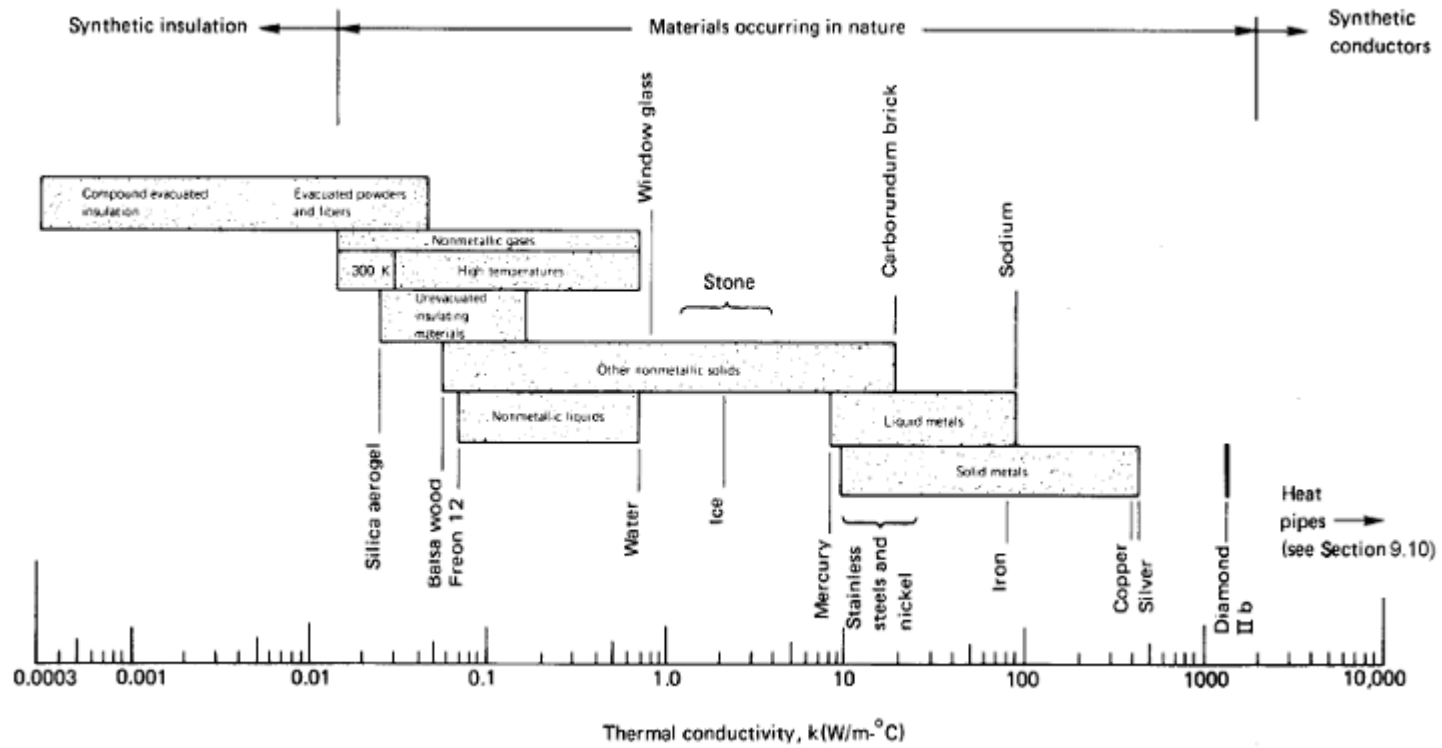 Synthetic insulation
Materials occurring in nature
Synthetic
conductors
Window glass
Carborundum brick
Sodium
Compound evacuated
insulation
Evacuated powders
and fibers
Nonmetallic gases
300 K
High temperatures
Stone
Unevacuated
insulating
materials
Other nonmetallic solids
Nonmetallic liquids
Liquid metals
Solid metals
Silica aerogel
Balsa wood
Freon 12
Water
Ice
Mercury
Stainless
steels and
nickel
Iron
Copper
Silver
Diamond
II b
Heat
pipes
(see Section 9.10)
0.0003 0.001 0.01 0.1 1.0 10 100 1000 10,000
Thermal conductivity, k(W/m-°C)